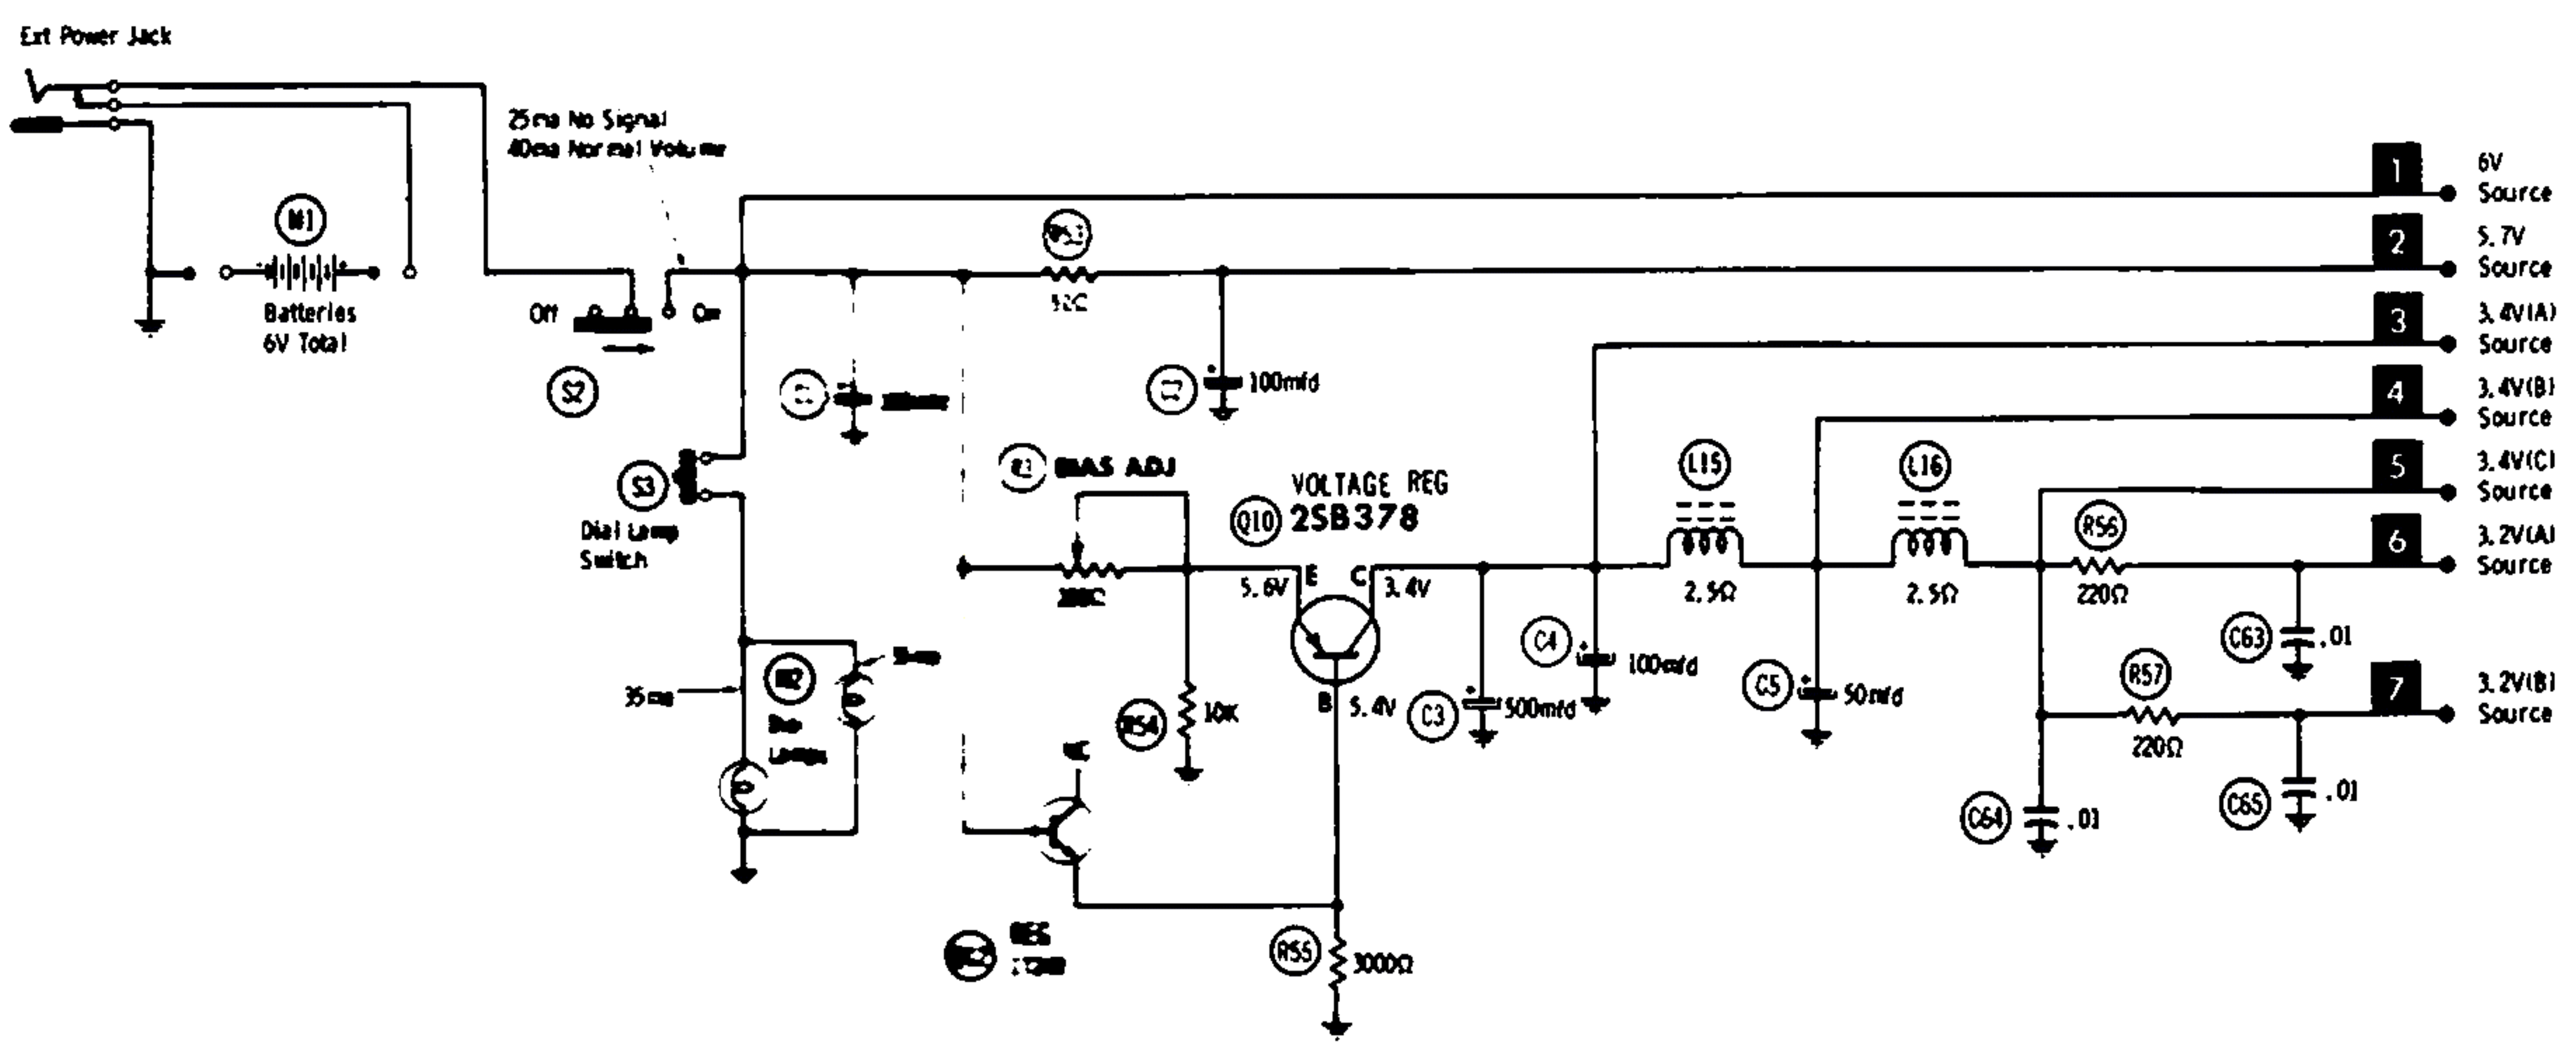 Ext Power Jack
25ma No Signal
40ma Normal Volume
M1
Batteries
6V Total
Off
On
S2
S3
Dial Lamp
Switch
35ma
R53
100mfd
BIAS ADJ
VOLTAGE REG
Q10 2SB378
5.6V
E
C
3.4V
B
5.4V
R54
10K
R55
3000Ω
C3
500mfd
C4
100mfd
L15
2.5Ω
C5
50mfd
L16
2.5Ω
R56
220Ω
C63
.01
R57
220Ω
C64
.01
C65
.01
1
6V
Source
2
5.7V
Source
3
3.4V(A)
Source
4
3.4V(B)
Source
5
3.4V(C)
Source
6
3.2V(A)
Source
7
3.2V(B)
Source